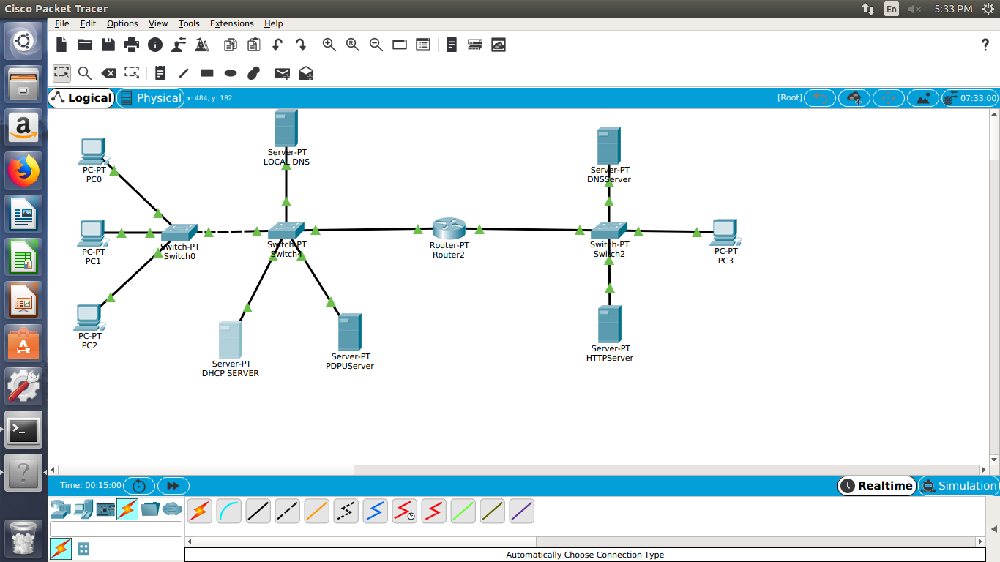 Cisco Packet Tracer
En
5:33 PM
File Edit Options View Tools Extensions Help
?
Logical
Physical
x: 484, y: 182
[Root]
07:33:00
Server-PT
LOCAL DNS
PC-PT
PC0
Server-PT
DNSServer
PC-PT
PC1
Switch-PT
Switch0
Switch-PT
Switch4
Router-PT
Router2
Switch-PT
Switch2
PC-PT
PC3
PC-PT
PC2
Server-PT
DHCP SERVER
Server-PT
PDPUServer
Server-PT
HTTPServer
Time: 00:15:00
Realtime
Simulation
Automatically Choose Connection Type